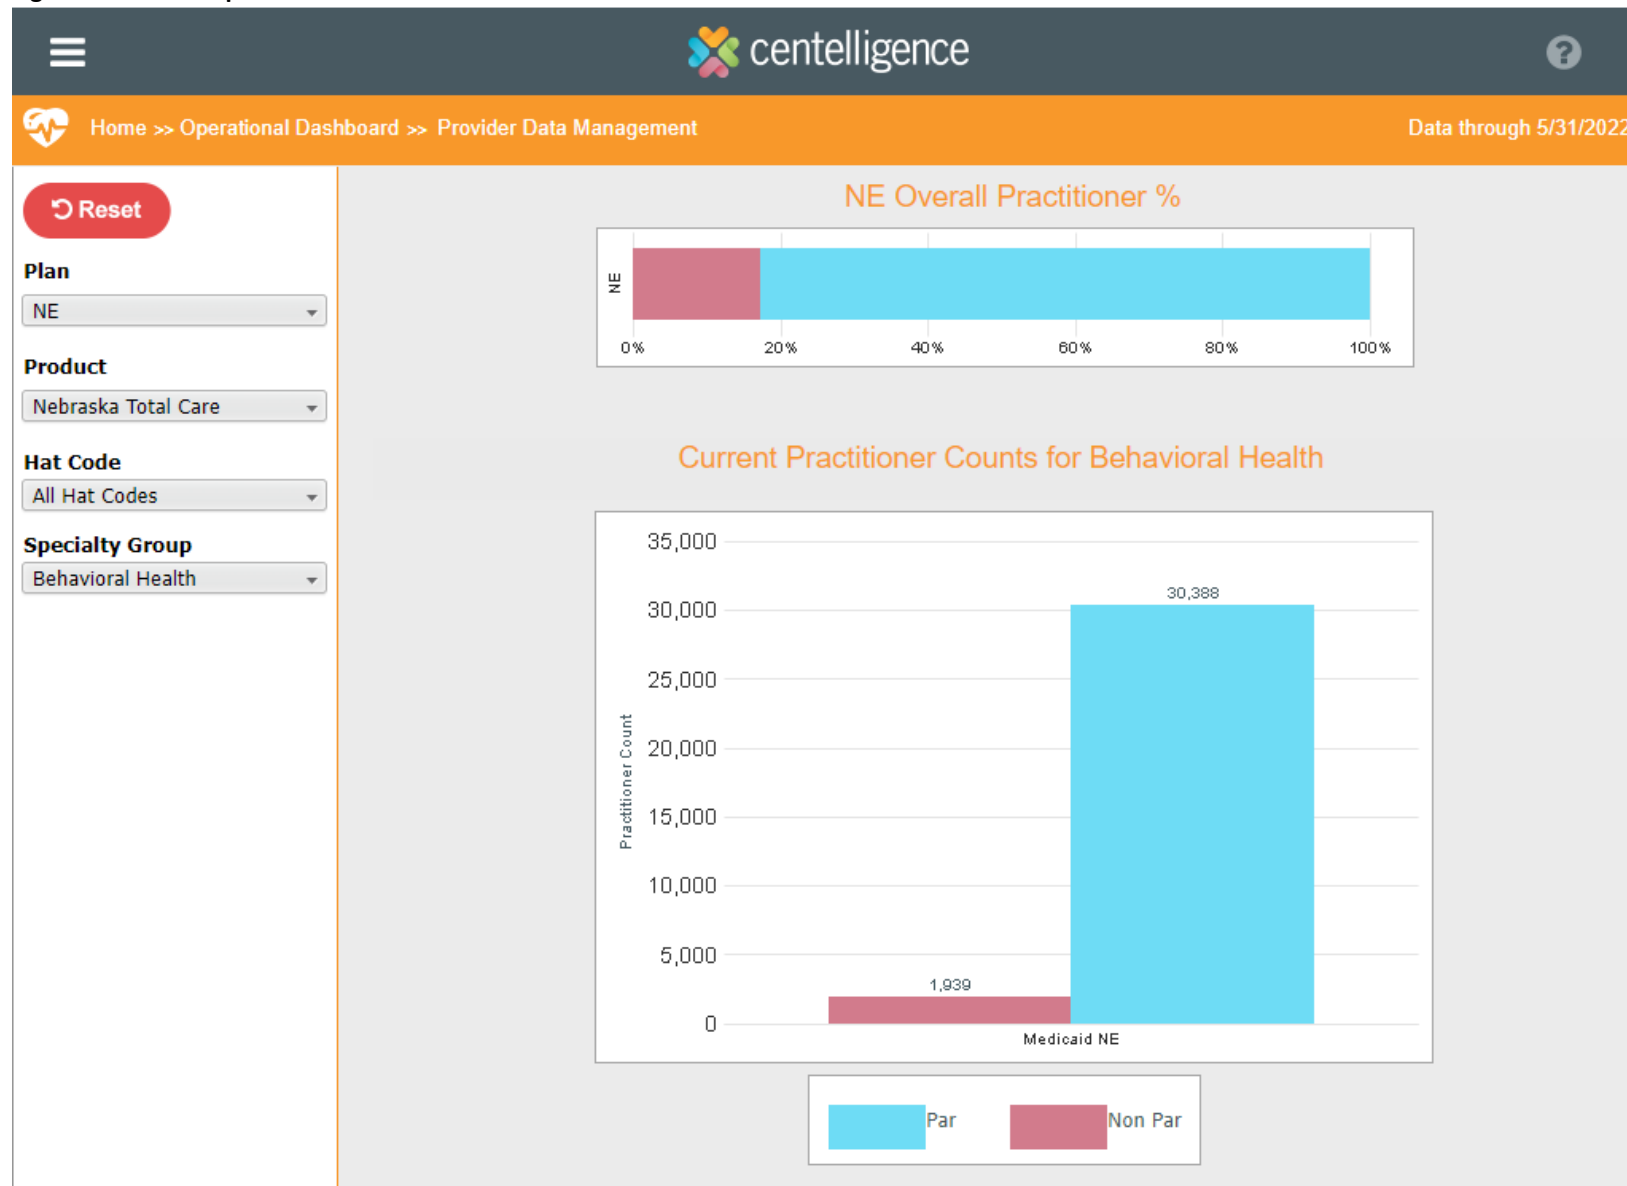 centelligence
Home >> Operational Dashboard >> Provider Data Management
Data through 5/31/2022
Reset
Plan
NE
Product
Nebraska Total Care
Hat Code
All Hat Codes
Specialty Group
Behavioral Health
NE Overall Practitioner %
NE
0% 20% 40% 60% 80% 100%
Current Practitioner Counts for Behavioral Health
35,000
30,000
25,000
20,000
15,000
10,000
5,000
0
Practitioner Count
30,388
1,939
Medicaid NE
Par
Non Par